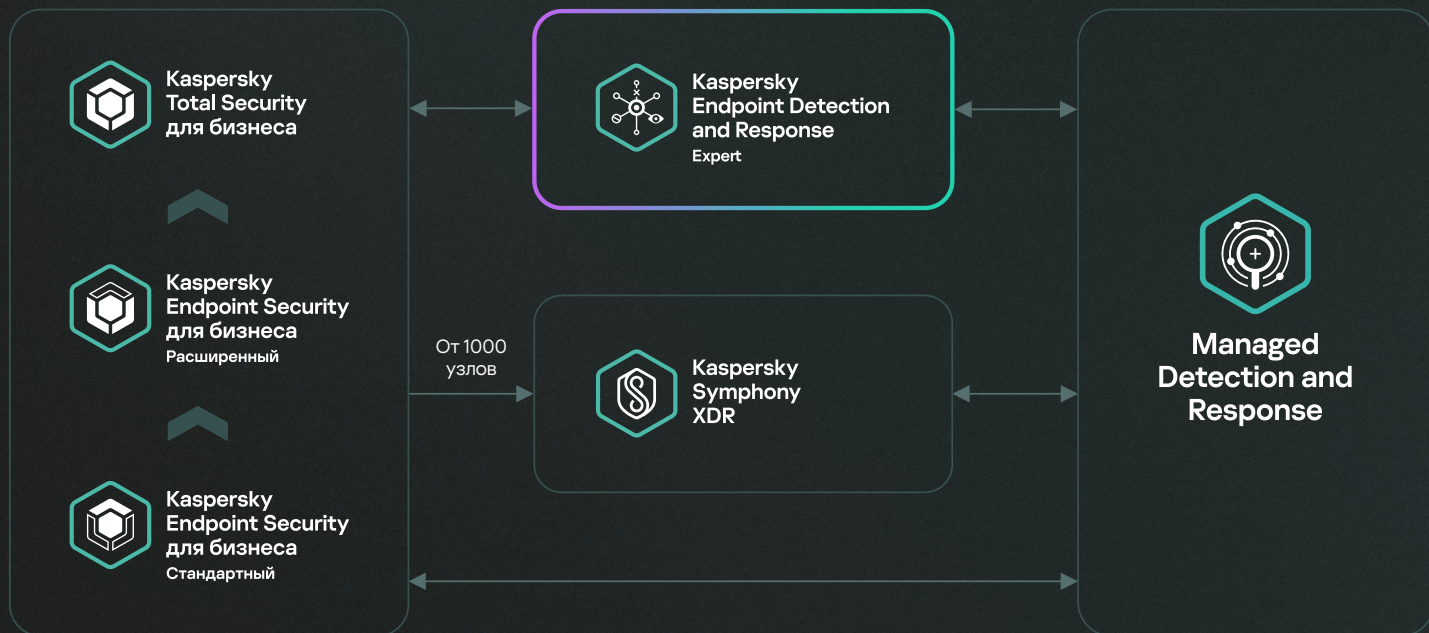 Kaspersky
Total Security
для бизнеса
Kaspersky
Endpoint Security
для бизнеса
Расширенный
Kaspersky
Endpoint Security
для бизнеса
Стандартный
От 1000
узлов
Kaspersky
Endpoint Detection
and Response
Expert
Kaspersky
Symphony
XDR
Managed
Detection and
Response